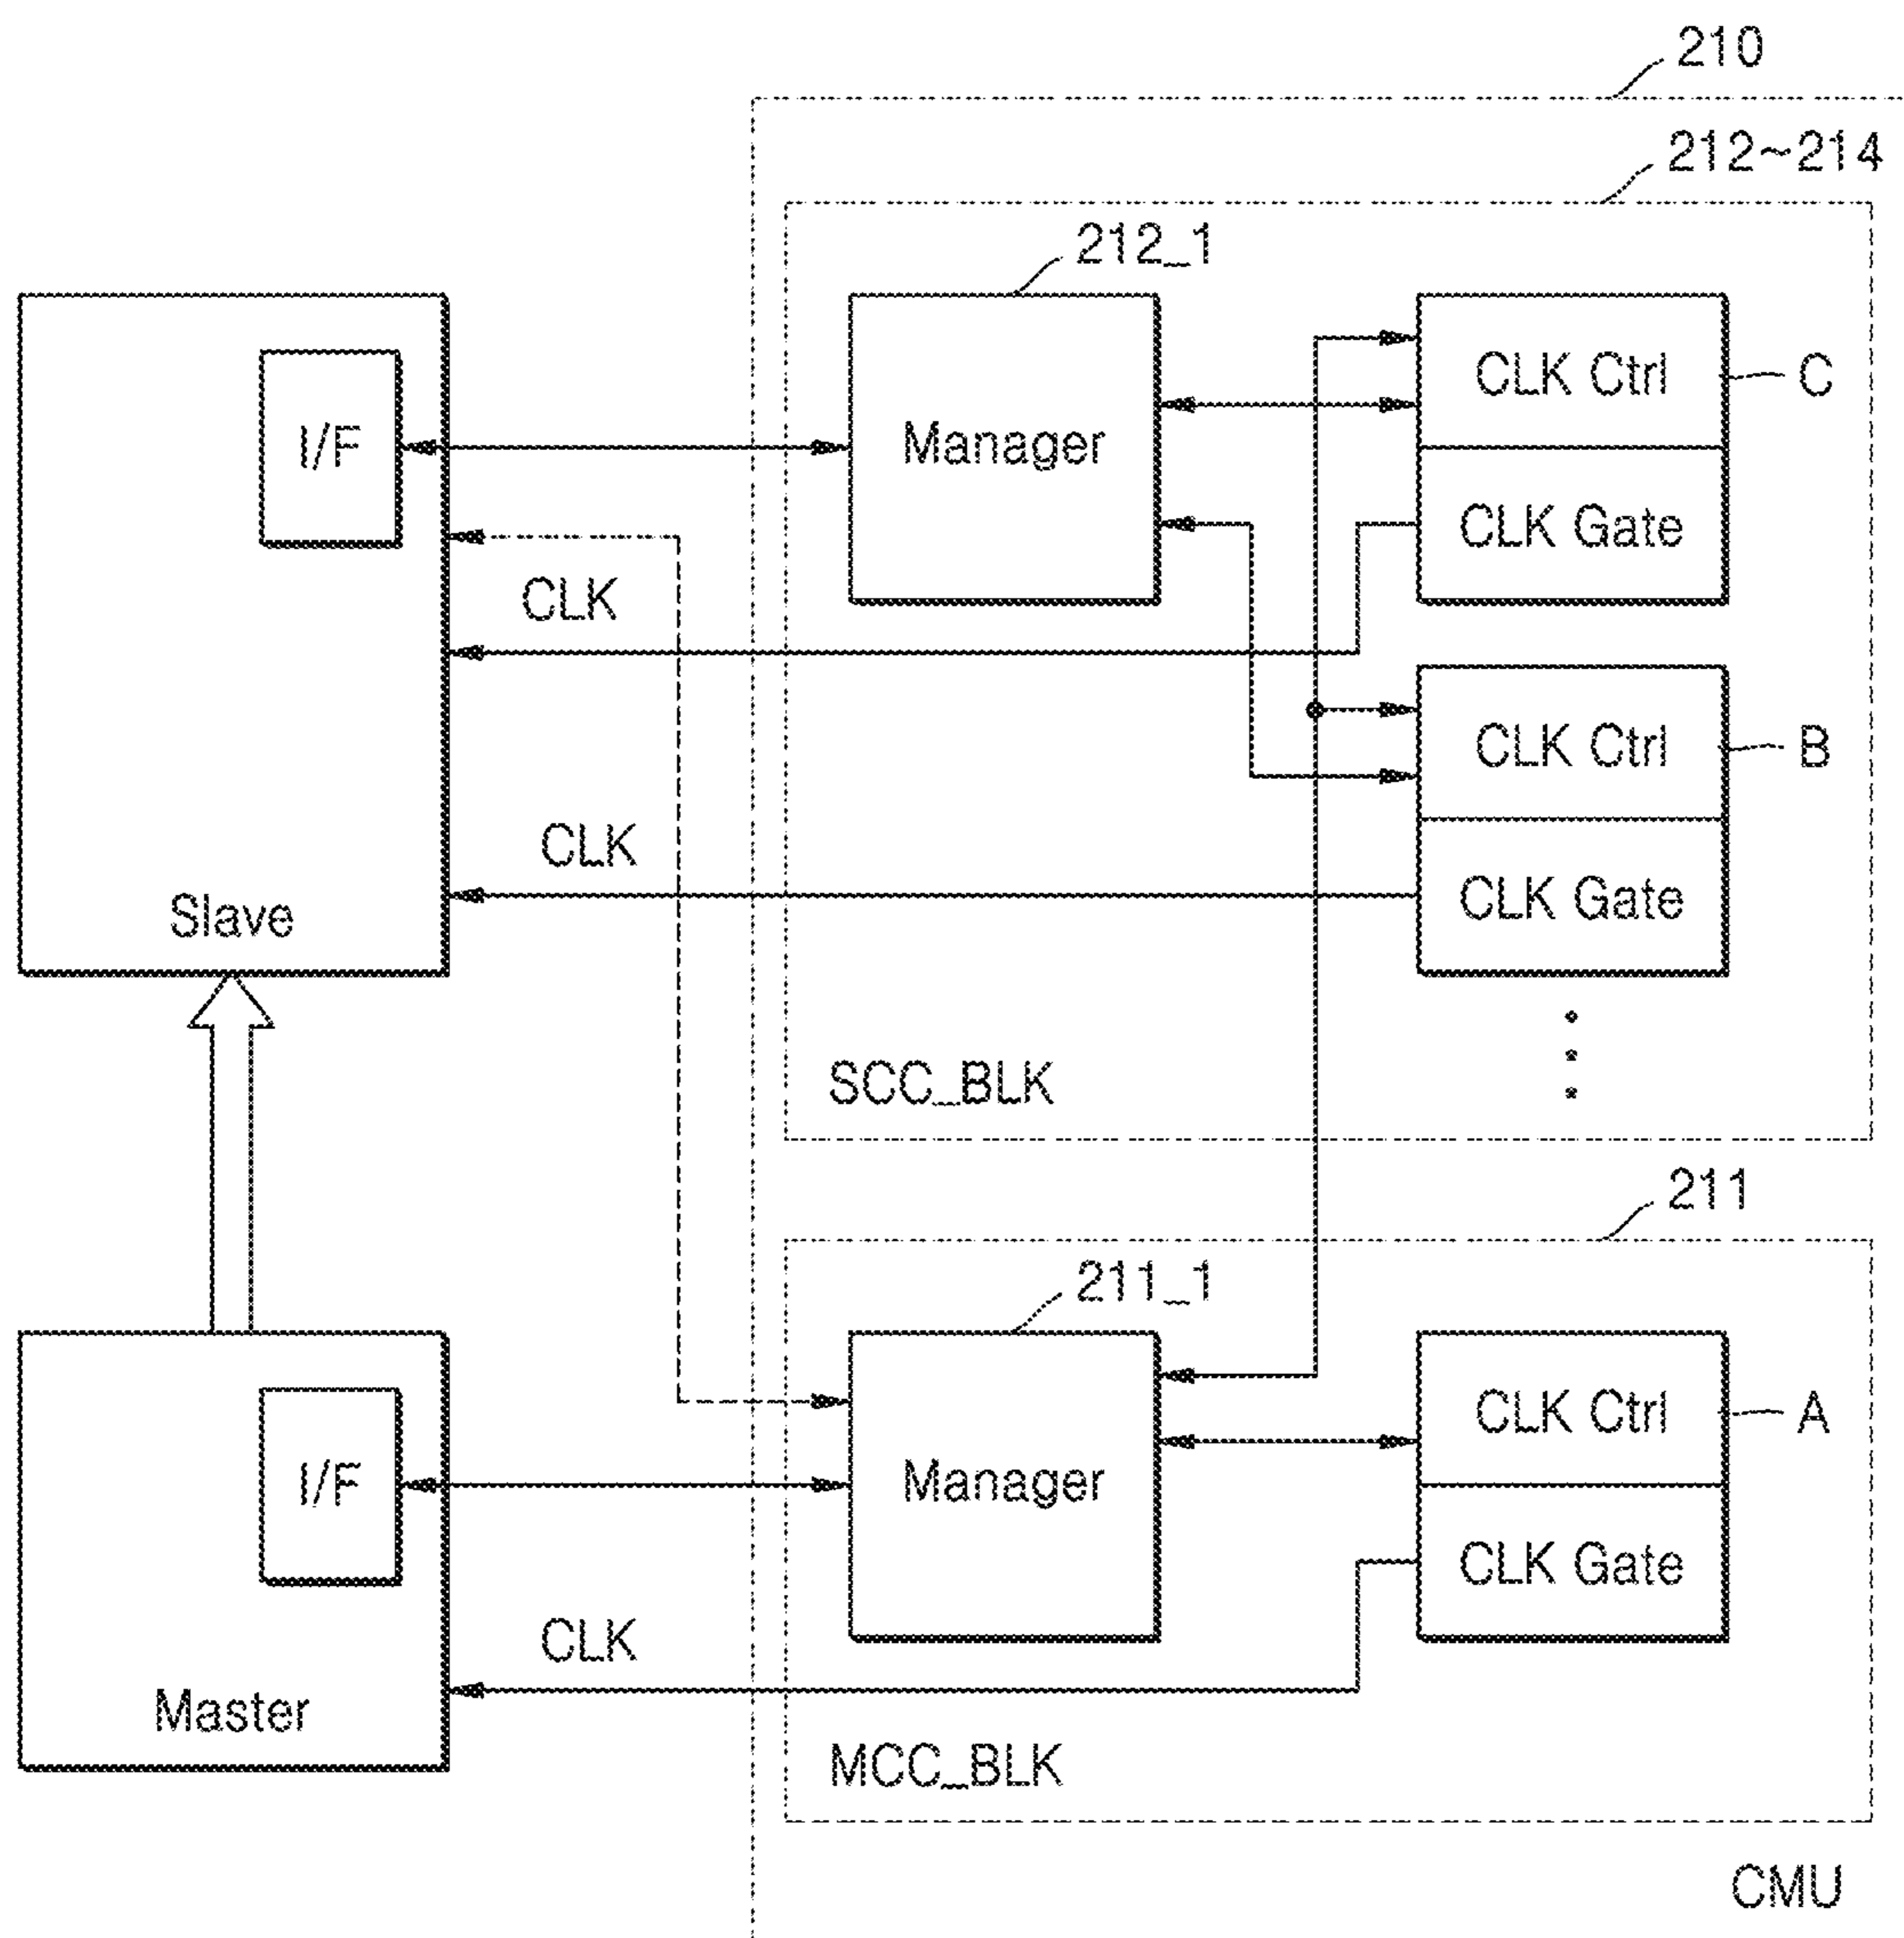 210
212~214
212_1
I/F
Manager
CLK Ctrl
C
CLK Gate
CLK
CLK Ctrl
B
CLK
CLK Gate
Slave
SCC_BLK
211
211_1
I/F
Manager
CLK Ctrl
A
CLK Gate
CLK
Master
MCC_BLK
CMU